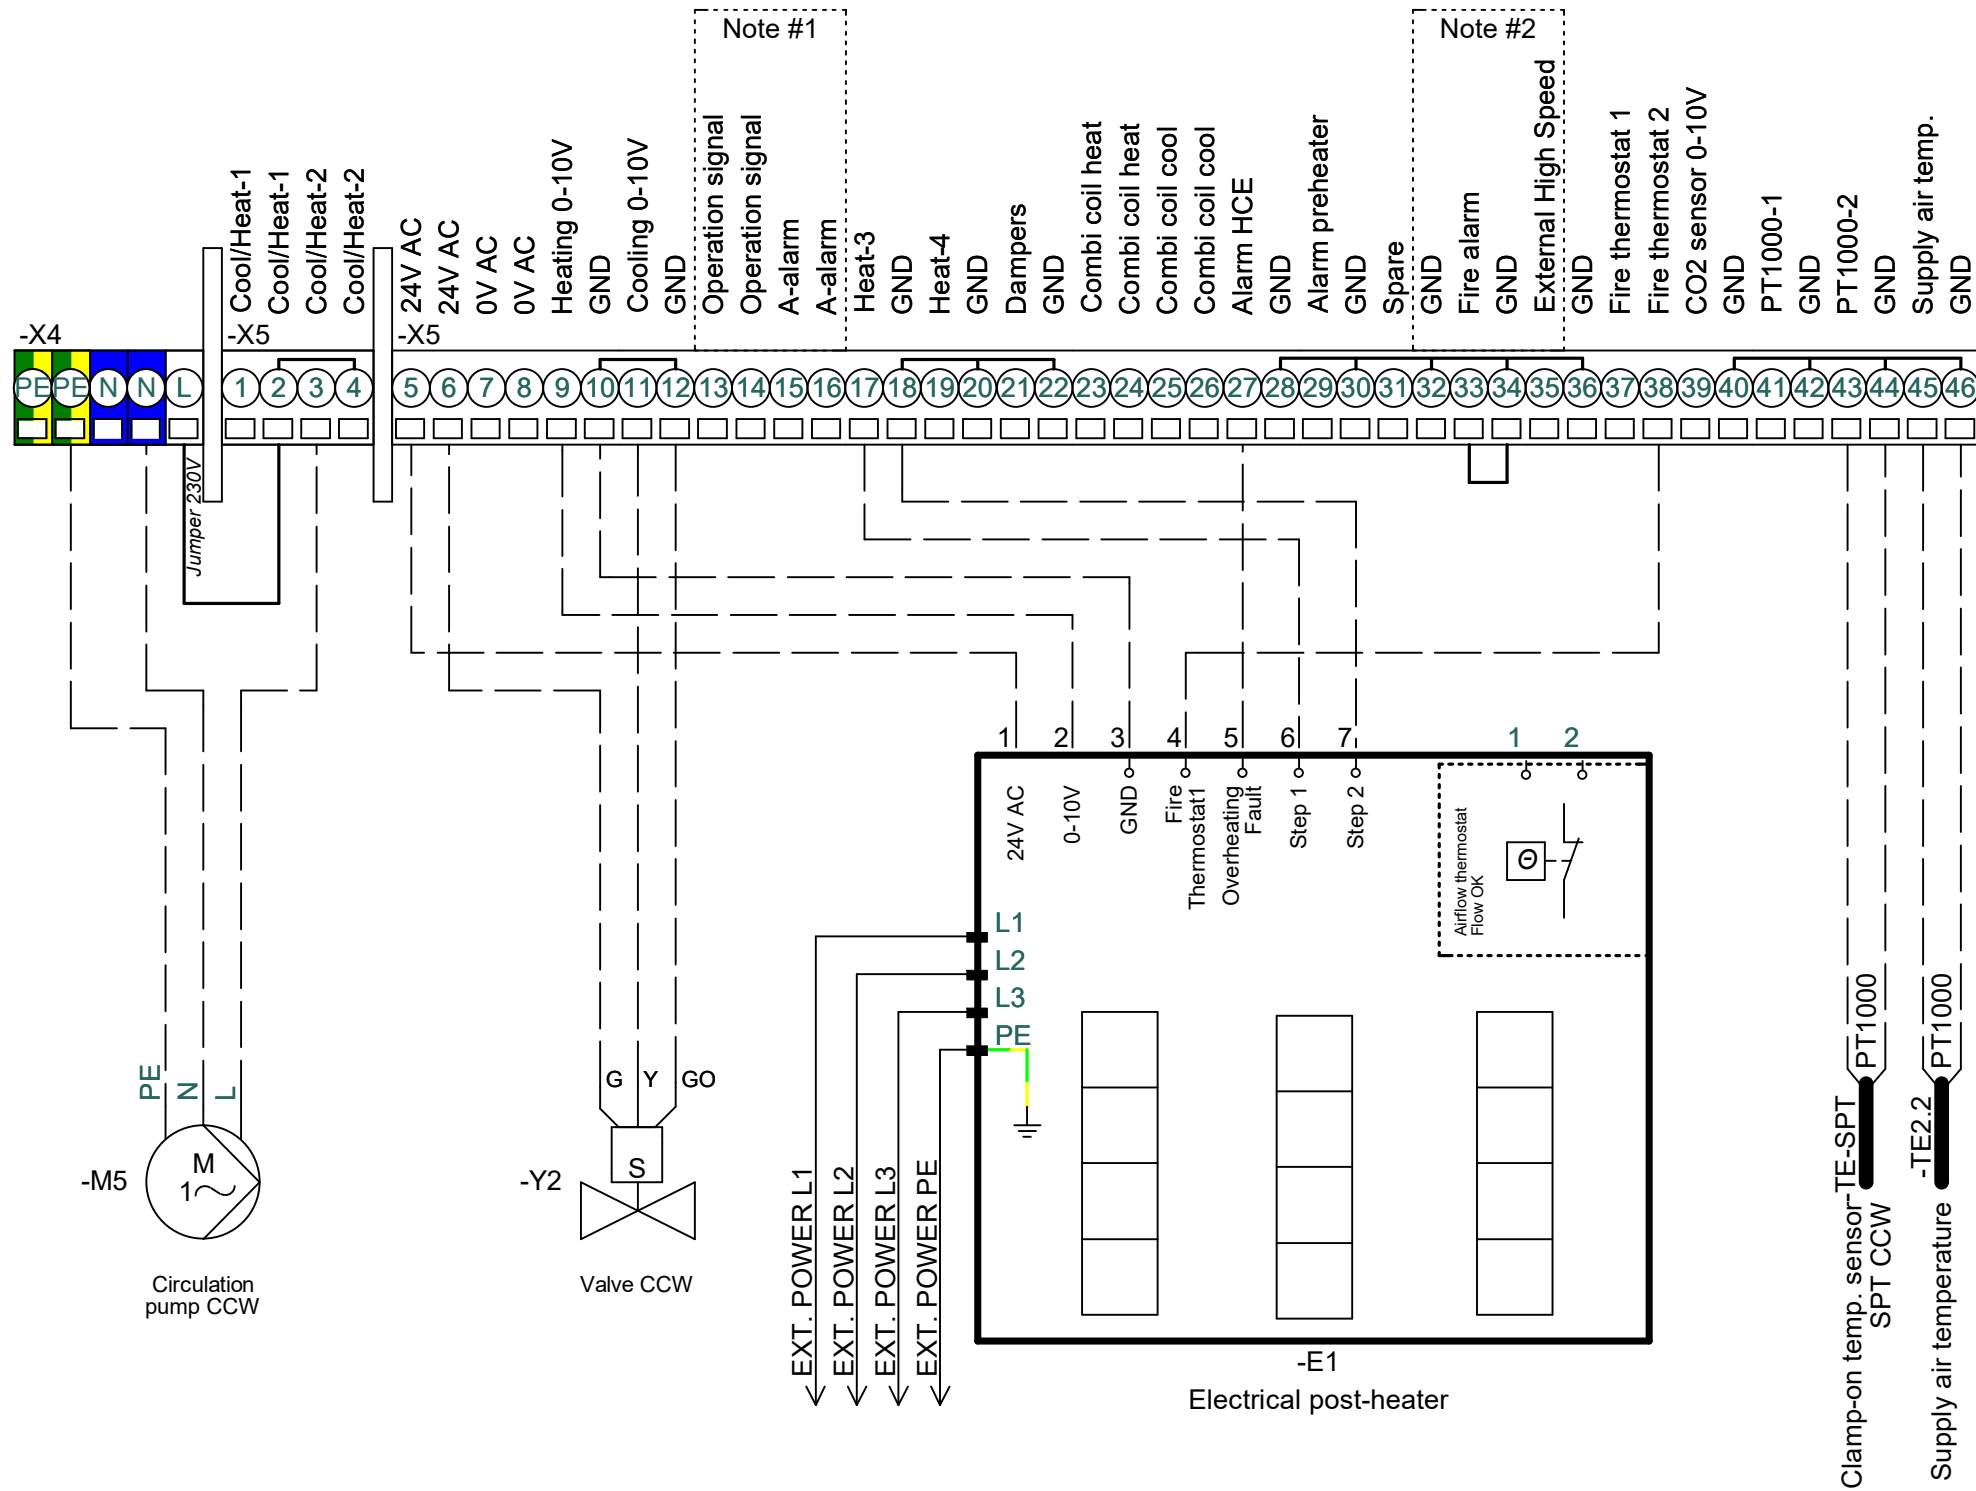 Note #1
Note #2
Cool/Heat-1
Cool/Heat-1
Cool/Heat-2
Cool/Heat-2
24V AC
24V AC
0V AC
0V AC
Heating 0-10V
GND
Cooling 0-10V
GND
Operation signal
Operation signal
A-alarm
A-alarm
Heat-3
GND
Heat-4
GND
Dampers
GND
Combi coil heat
Combi coil heat
Combi coil cool
Combi coil cool
Alarm HCE
GND
Alarm preheater
GND
Spare
GND
Fire alarm
GND
External High Speed
GND
Fire thermostat 1
Fire thermostat 2
CO2 sensor 0-10V
GND
PT1000-1
GND
PT1000-2
GND
Supply air temp.
GND
-X4
-X5
-X5
PE PE N N L 1 2 3 4 5 6 7 8 9 10 11 12 13 14 15 16 17 18 19 20 21 22 23 24 25 26 27 28 29 30 31 32 33 34 35 36 37 38 39 40 41 42 43 44 45 46
Jumper 230V
1 2 3 4 5 6 7 1 2
24V AC
0-10V
GND
Fire
Thermostat1
Overheating
Fault
Step 1
Step 2
Airflow thermostat
Flow OK
Θ
L1
L2
L3
PE
PE
N
L
G Y GO
M
1~
-M5
S
-Y2
Circulation
pump CCW
Valve CCW
EXT. POWER L1
EXT. POWER L2
EXT. POWER L3
EXT. POWER PE
-E1
Electrical post-heater
PT1000
-TE-SPT
Clamp-on temp. sensor
SPT CCW
PT1000
-TE2.2
Supply air temperature